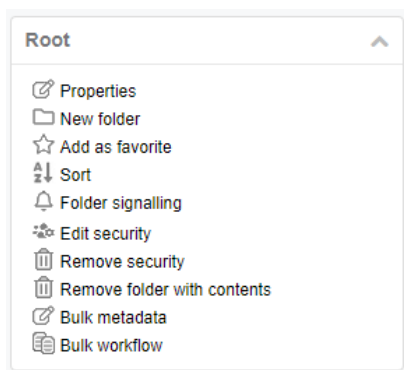 Root
Properties
New folder
Add as favorite
Sort
Folder signalling
Edit security
Remove security
Remove folder with contents
Bulk metadata
Bulk workflow